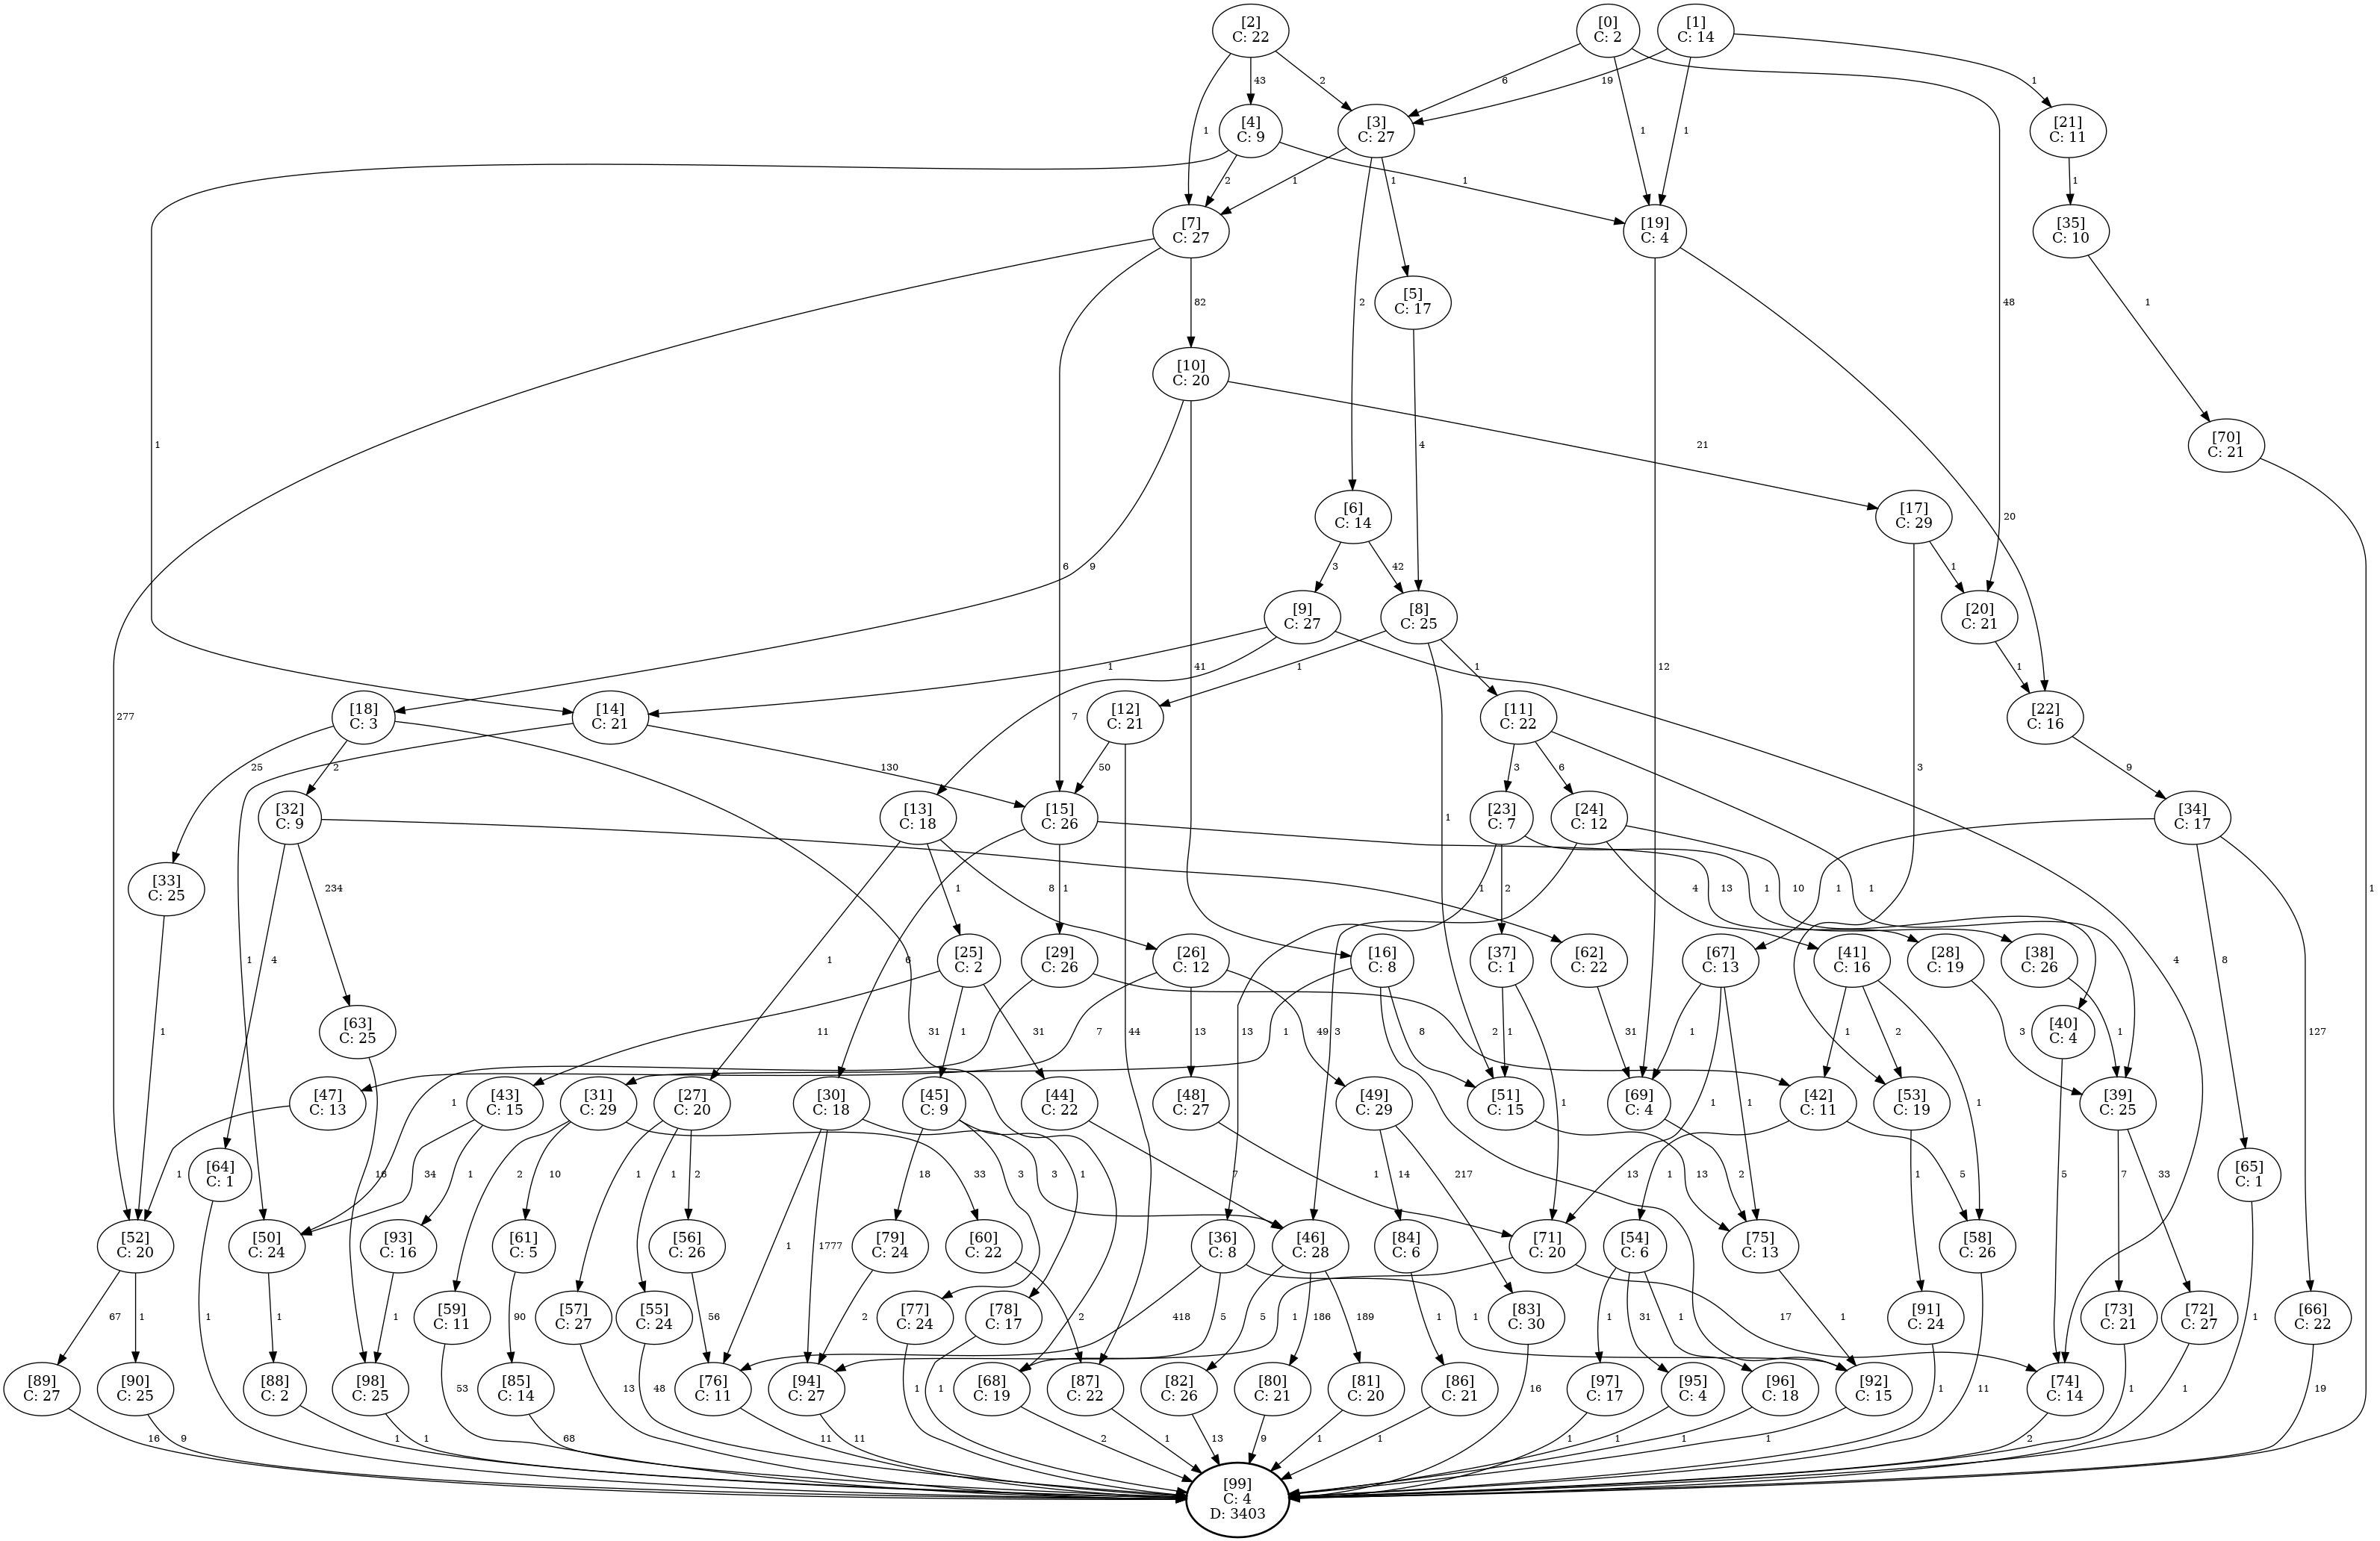 [2]
C: 22
[0]
C: 2
[1]
C: 14
43
2
6
19
1
[4]
C: 9
[3]
C: 27
[21]
C: 11
1
1
1
2
1
1
2
1
1
48
[7]
C: 27
[19]
C: 4
[35]
C: 10
82
[5]
C: 17
1
[10]
C: 20
1
4
21
[70]
C: 21
[6]
C: 14
[17]
C: 29
20
277
6
9
3
42
1
[9]
C: 27
[8]
C: 25
[20]
C: 21
41
1
1
1
12
1
[18]
C: 3
[14]
C: 21
7
[12]
C: 21
[11]
C: 22
[22]
C: 16
25
2
130
50
3
6
3
9
[32]
C: 9
[13]
C: 18
[15]
C: 26
1
[23]
C: 7
[24]
C: 12
[34]
C: 17
[33]
C: 25
234
1
8
1
1
2
4
13
1
10
1
1
4
1
1
6
[25]
C: 2
[29]
C: 26
[26]
C: 12
[16]
C: 8
[37]
C: 1
[62]
C: 22
[67]
C: 13
[41]
C: 16
[28]
C: 19
[38]
C: 26
8
[63]
C: 25
1
1
4
11
1
31
31
7
44
13
49
1
13
8
1
3
2
31
1
1
2
3
[40]
C: 4
1
127
[47]
C: 13
[43]
C: 15
[31]
C: 29
[27]
C: 20
[30]
C: 18
[45]
C: 9
[44]
C: 22
[48]
C: 27
[49]
C: 29
[51]
C: 15
[69]
C: 4
[42]
C: 11
[53]
C: 19
[39]
C: 25
1
1
1
1
[64]
C: 1
1
16
34
1
2
10
33
1
1
2
1
1777
18
3
3
1
7
14
217
1
13
13
2
1
5
1
5
7
33
[65]
C: 1
[52]
C: 20
[50]
C: 24
[93]
C: 16
[61]
C: 5
[56]
C: 26
[79]
C: 24
[60]
C: 22
[36]
C: 8
[46]
C: 28
[84]
C: 6
[71]
C: 20
[54]
C: 6
[75]
C: 13
[58]
C: 26
67
1
1
1
1
[59]
C: 11
90
[57]
C: 27
[55]
C: 24
56
2
[77]
C: 24
[78]
C: 17
2
418
5
5
1
186
189
1
1
[83]
C: 30
1
31
1
17
1
[91]
C: 24
[73]
C: 21
[72]
C: 27
1
[66]
C: 22
[89]
C: 27
[90]
C: 25
[88]
C: 2
[98]
C: 25
[85]
C: 14
[76]
C: 11
[94]
C: 27
[68]
C: 19
[87]
C: 22
[82]
C: 26
[80]
C: 21
[81]
C: 20
[86]
C: 21
[97]
C: 17
[95]
C: 4
[96]
C: 18
[92]
C: 15
[74]
C: 14
16
9
1
1
53
68
13
48
11
11
1
1
2
1
13
9
1
1
16
1
1
1
1
1
11
2
1
1
19
[99]
C: 4
D: 3403